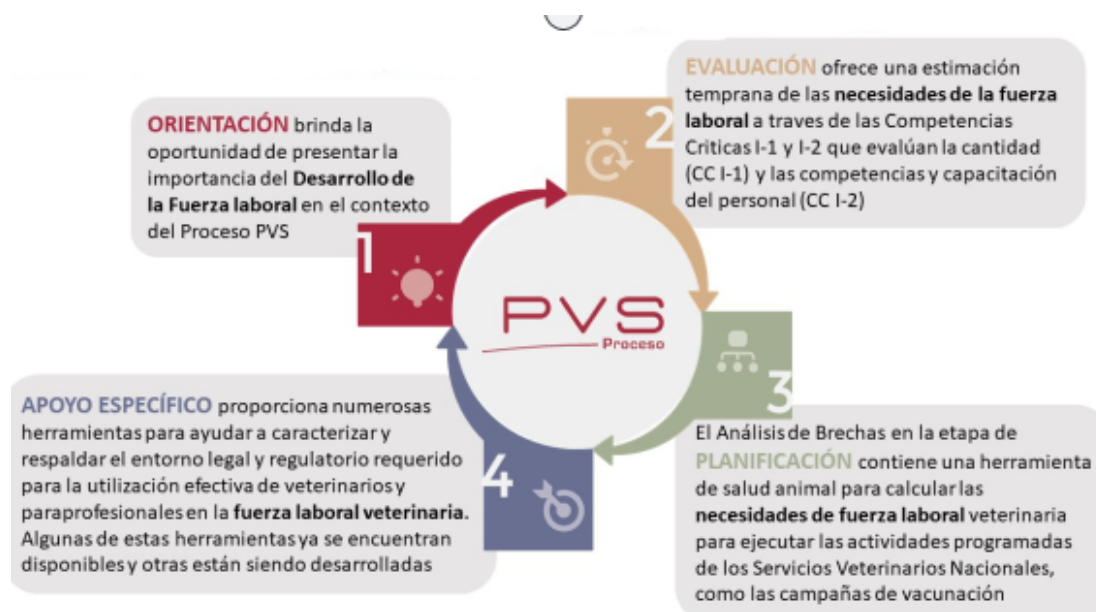 ORIENTACIÓN brinda la
oportunidad de presentar la
importancia del Desarrollo de
la Fuerza laboral en el contexto
del Proceso PVS
1
2
EVALUACIÓN ofrece una estimación
temprana de las necesidades de la fuerza
laboral a traves de las Competencias
Criticas I-1 y I-2 que evalúan la cantidad
(CC I-1) y las competencias y capacitación
del personal (CC I-2)
PVS
Proceso
3
El Análisis de Brechas en la etapa de
PLANIFICACIÓN contiene una herramienta
de salud animal para calcular las
necesidades de fuerza laboral veterinaria
para ejecutar las actividades programadas
de los Servicios Veterinarios Nacionales,
como las campañas de vacunación
4
APOYO ESPECÍFICO proporciona numerosas
herramientas para ayudar a caracterizar y
respaldar el entorno legal y regulatorio requerido
para la utilización efectiva de veterinarios y
paraprofesionales en la fuerza laboral veterinaria.
Algunas de estas herramientas ya se encuentran
disponibles y otras están siendo desarrolladas